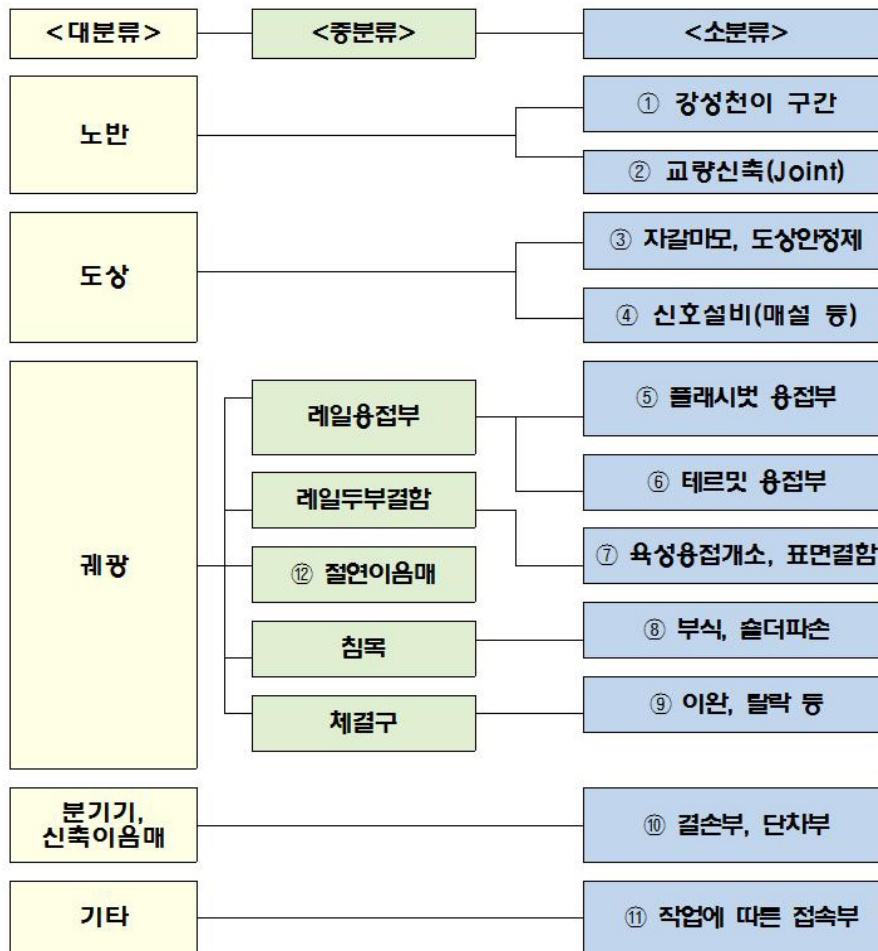 <대분류> <중분류> <소분류>
노반
① 강성천이 구간
② 교량신축(Joint)
도상
③ 자갈마모, 도상안정제
④ 신호설비(매설 등)
궤광
레일용접부
⑤ 플래시벗 용접부
⑥ 테르밋 용접부
레일두부결함
⑦ 육성용접개소, 표면결함
⑫ 절연이음매
침목
⑧ 부식, 숄더파손
체결구
⑨ 이완, 탈락 등
분기기,
신축이음매
⑩ 결손부, 단차부
기타
⑪ 작업에 따른 접속부